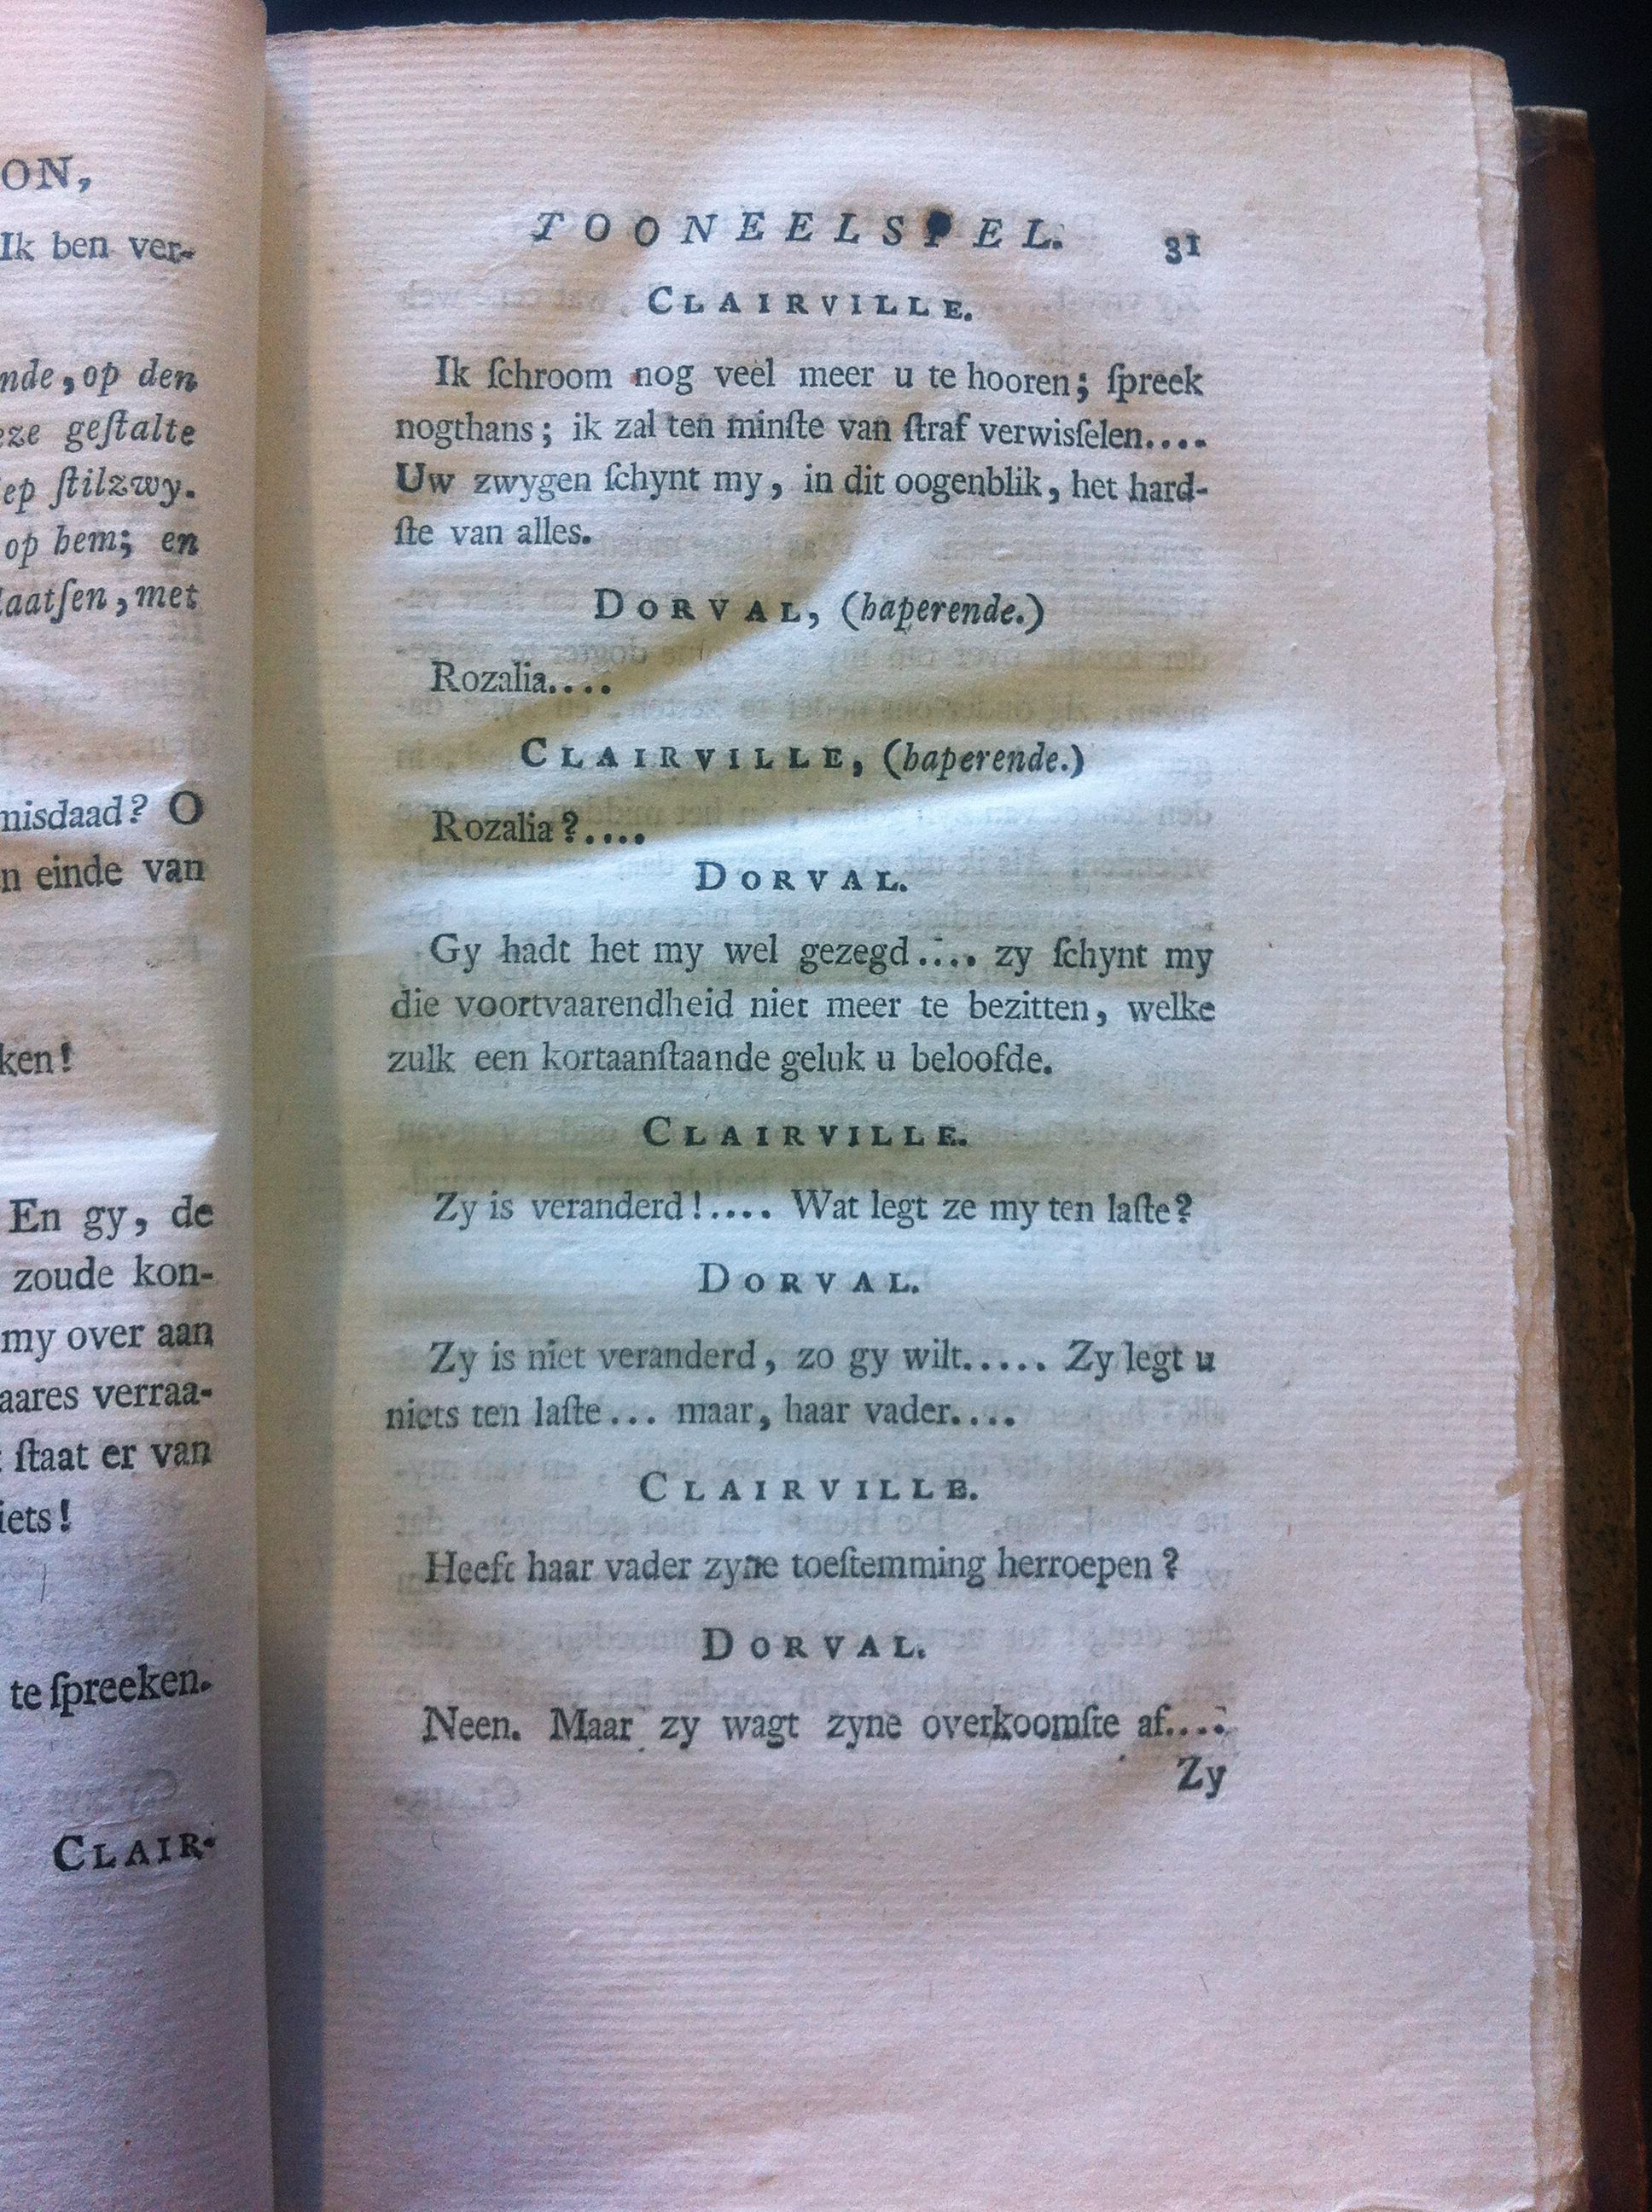 ON,
Ik ben ver-
nde, op den
eze geſtalte
ep ſtilzwy.
op hem; en
laatſen, met
misdaad? O
n einde van
ken!
En gy, de
zoude kon-
my over aan
aares verraa-
ſtaat er van
iets!
te ſpreeken.
CLAIR-
TOONEELSPEL. 31
CLAIRVILLE.
Ik ſchroom nog veel meer u te hooren; ſpreek
nogthans; ik zal ten minſte van ſtraf verwisſelen....
Uw zwygen ſchynt my, in dit oogenblik, het hard-
ſte van alles.
DORVAL, (haperende.)
Rozalia....
CLAIRVILLE, (haperende.)
Rozalia?....
DORVAL.
Gy hadt het my wel gezegd.... zy ſchynt my
die voortvaarendheid niet meer te bezitten, welke
zulk een kortaanſtaande geluk u beloofde.
CLAIRVILLE.
Zy is veranderd!.... Wat legt ze my ten laſte?
DORVAL.
Zy is niet veranderd, zo gy wilt..... Zy legt u
niets ten laſte... maar, haar vader....
CLAIRVILLE.
Heeft haar vader zyne toeſtemming herroepen?
DORVAL.
Neen. Maar zy wagt zyne overkoomſte af....
Zy